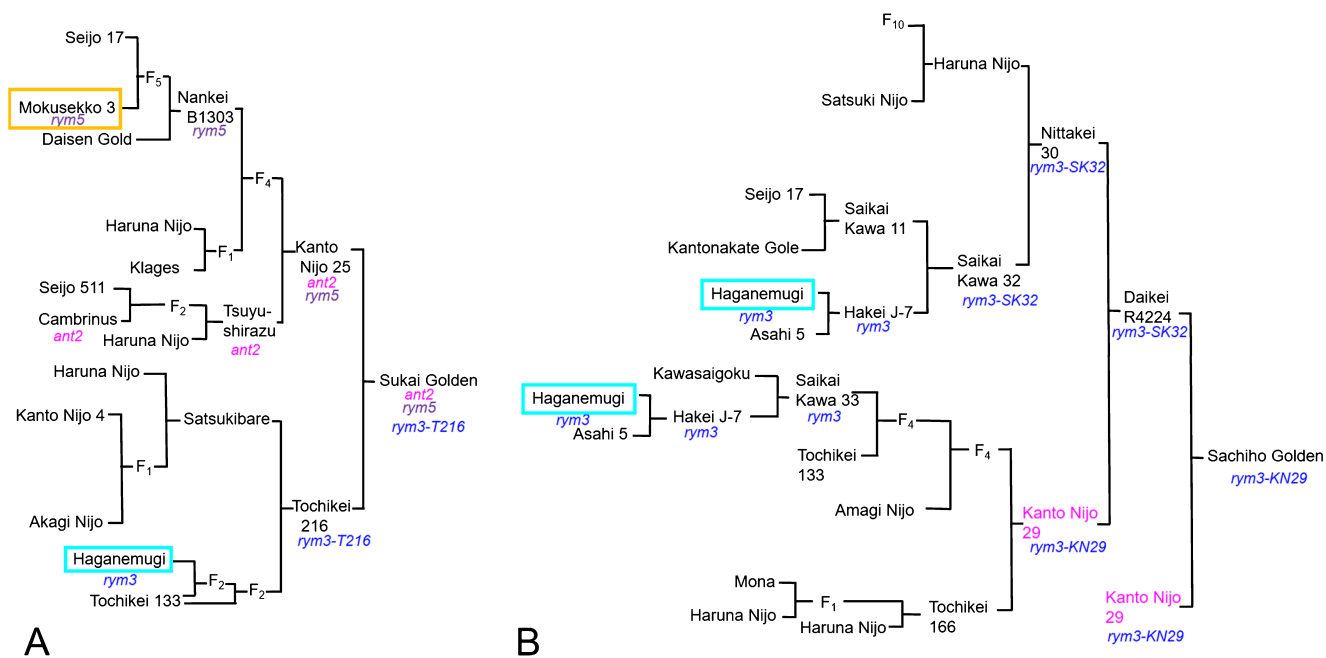 Seijo 17
F5
Mokusekko 3
rym5
Nankei
B1303
rym5
Daisen Gold
F4
Haruna Nijo
F1
Klages
Kanto
Nijo 25
ant2
rym5
Seijo 511
F2
Cambrinus
ant2
Tsuyu-
shirazu
ant2
Haruna Nijo
Haruna Nijo
Kanto Nijo 4
Satsukibare
F1
Akagi Nijo
Sukai Golden
ant2
rym5
rym3-T216
Tochikei
216
rym3-T216
Haganemugi
rym3
F2
F2
Tochikei 133
A
F10
Haruna Nijo
Satsuki Nijo
Nittakei
30
rym3-SK32
Seijo 17
Saikai
Kawa 11
Kantonakate Gole
Saikai
Kawa 32
rym3-SK32
Haganemugi
rym3
Hakei J-7
rym3
Asahi 5
Daikei
R4224
rym3-SK32
Kawasaigoku
Saikai
Kawa 33
rym3
Haganemugi
rym3
Hakei J-7
rym3
Asahi 5
F4
Tochikei
133
F4
Amagi Nijo
Sachiho Golden
rym3-KN29
Kanto Nijo
29
rym3-KN29
Mona
F1
Haruna Nijo
Haruna Nijo
Tochikei
166
Kanto Nijo
29
rym3-KN29
B